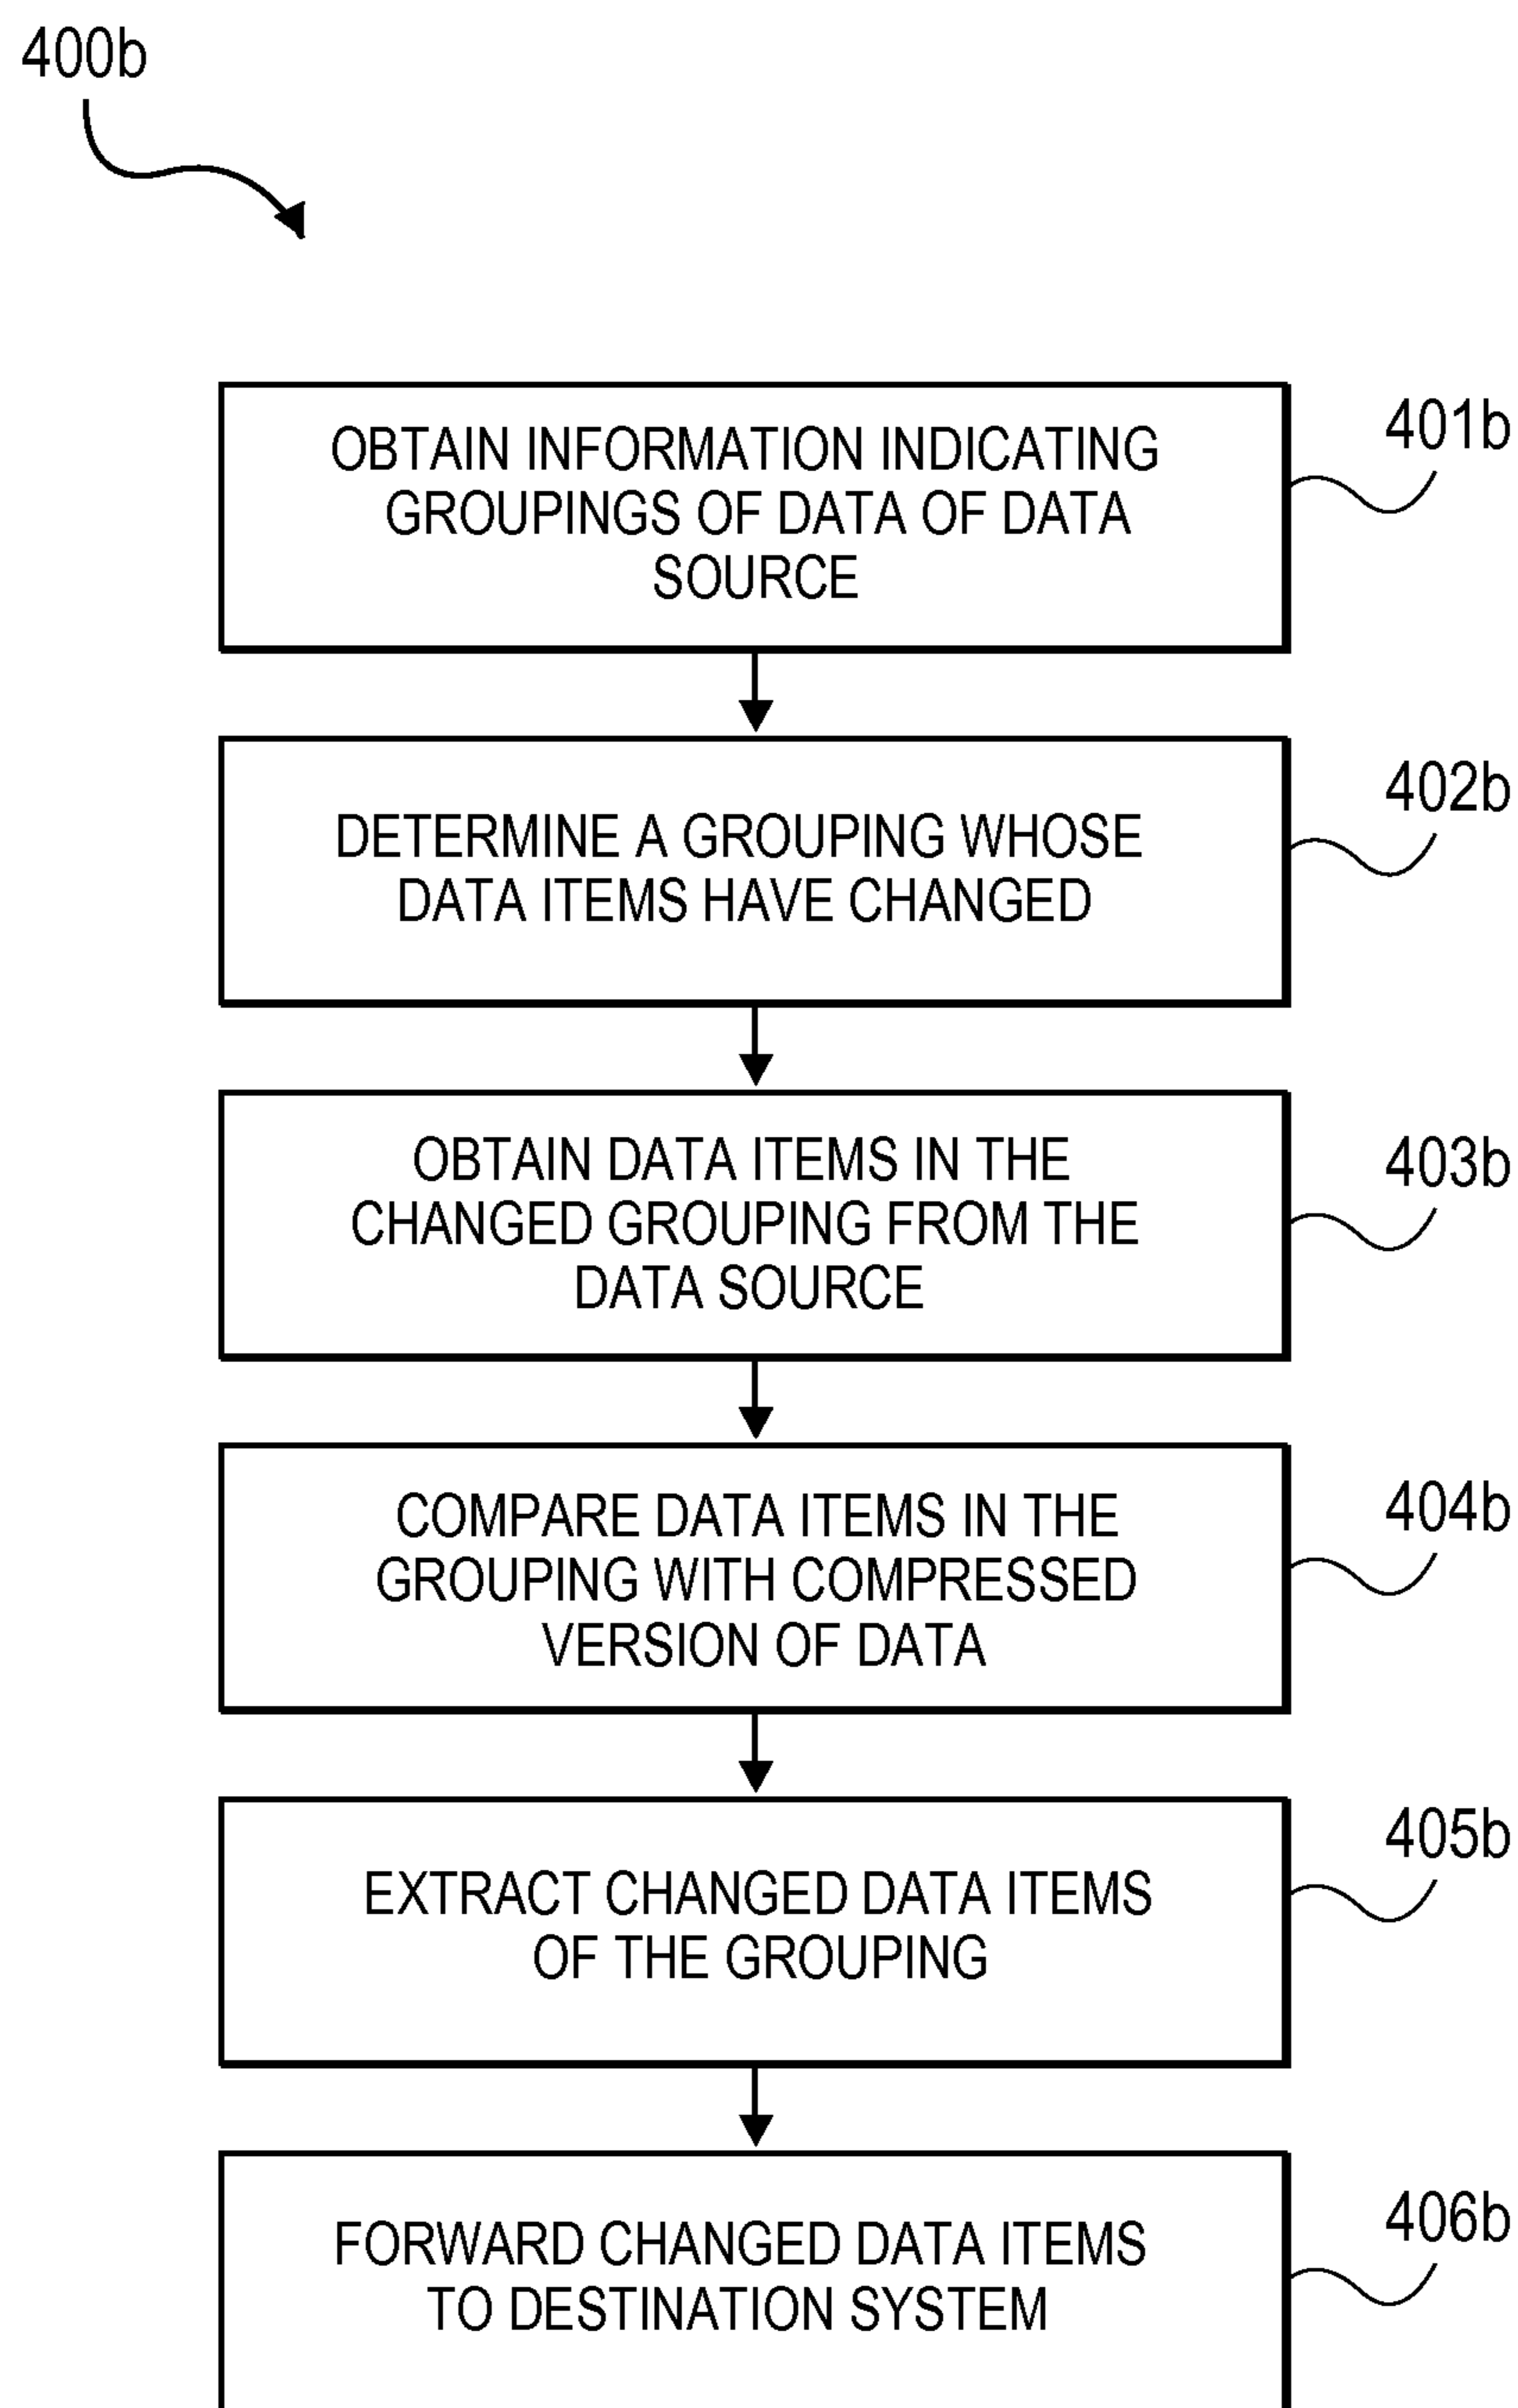 400b
OBTAIN INFORMATION INDICATING
GROUPINGS OF DATA OF DATA
SOURCE
401b
DETERMINE A GROUPING WHOSE
DATA ITEMS HAVE CHANGED
402b
OBTAIN DATA ITEMS IN THE
CHANGED GROUPING FROM THE
DATA SOURCE
403b
COMPARE DATA ITEMS IN THE
GROUPING WITH COMPRESSED
VERSION OF DATA
404b
EXTRACT CHANGED DATA ITEMS
OF THE GROUPING
405b
FORWARD CHANGED DATA ITEMS
TO DESTINATION SYSTEM
406b